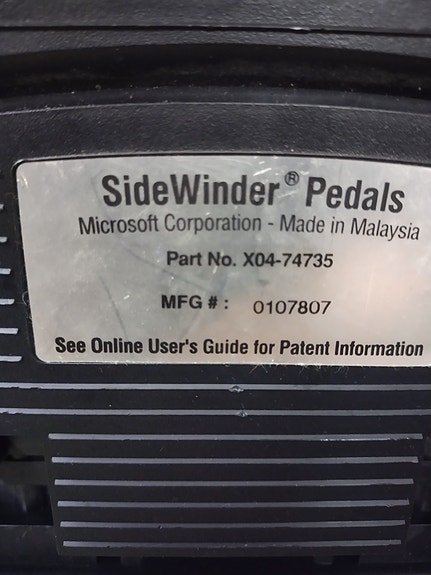 SideWinder® Pedals
Microsoft Corporation - Made in Malaysia
Part No. X04-74735
MFG # : 0107807
See Online User's Guide for Patent Information